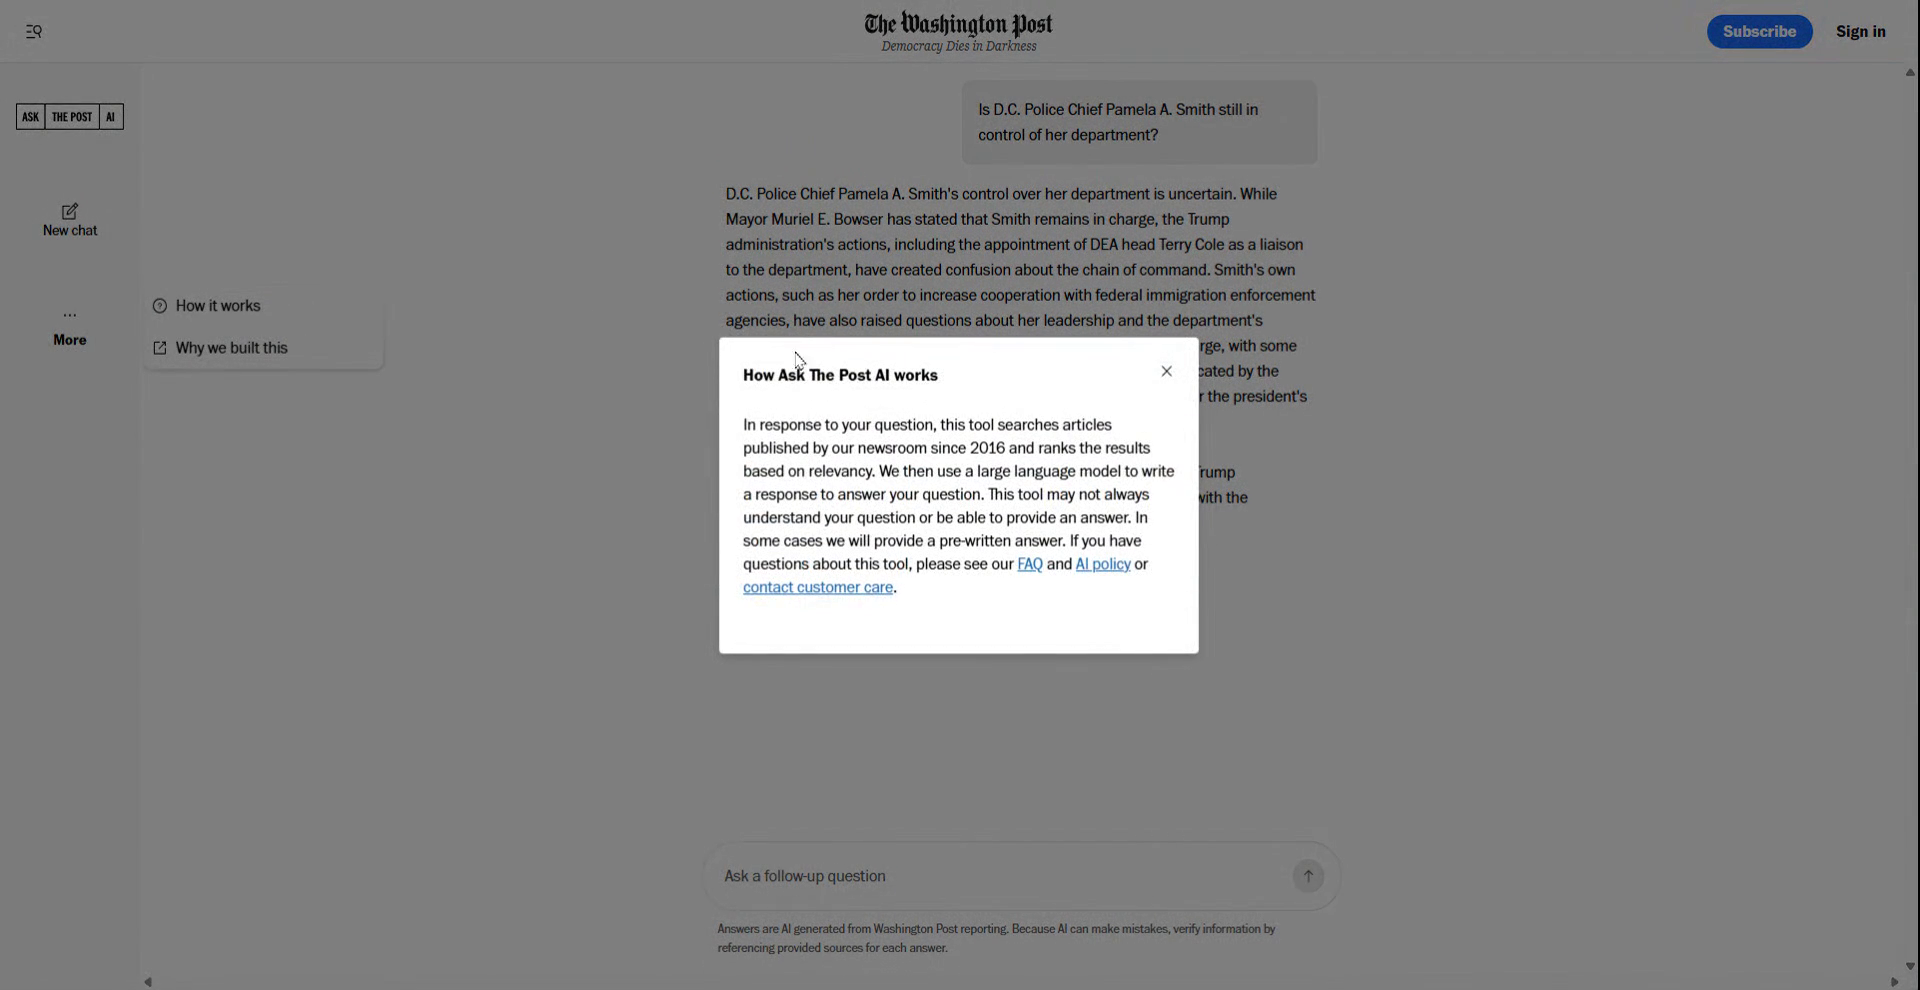 The Washington Post
Democracy Dies in Darkness
Subscribe
Sign in
ASK THE POST AI
New chat
...
More
How it works
Why we built this
Is D.C. Police Chief Pamela A. Smith still in
control of her department?
D.C. Police Chief Pamela A. Smith's control over her department is uncertain. While
Mayor Muriel E. Bowser has stated that Smith remains in charge, the Trump
administration's actions, including the appointment of DEA head Terry Cole as a liaison
to the department, have created confusion about the chain of command. Smith's own
actions, such as her order to increase cooperation with federal immigration enforcement
agencies, have also raised questions about her leadership and the department's
rge, with some
cated by the
r the president's
rump
with the
How Ask The Post AI works
In response to your question, this tool searches articles
published by our newsroom since 2016 and ranks the results
based on relevancy. We then use a large language model to write
a response to answer your question. This tool may not always
understand your question or be able to provide an answer. In
some cases we will provide a pre-written answer. If you have
questions about this tool, please see our FAQ and AI policy or
contact customer care.
Ask a follow-up question
Answers are AI generated from Washington Post reporting. Because AI can make mistakes, verify information by
referencing provided sources for each answer.